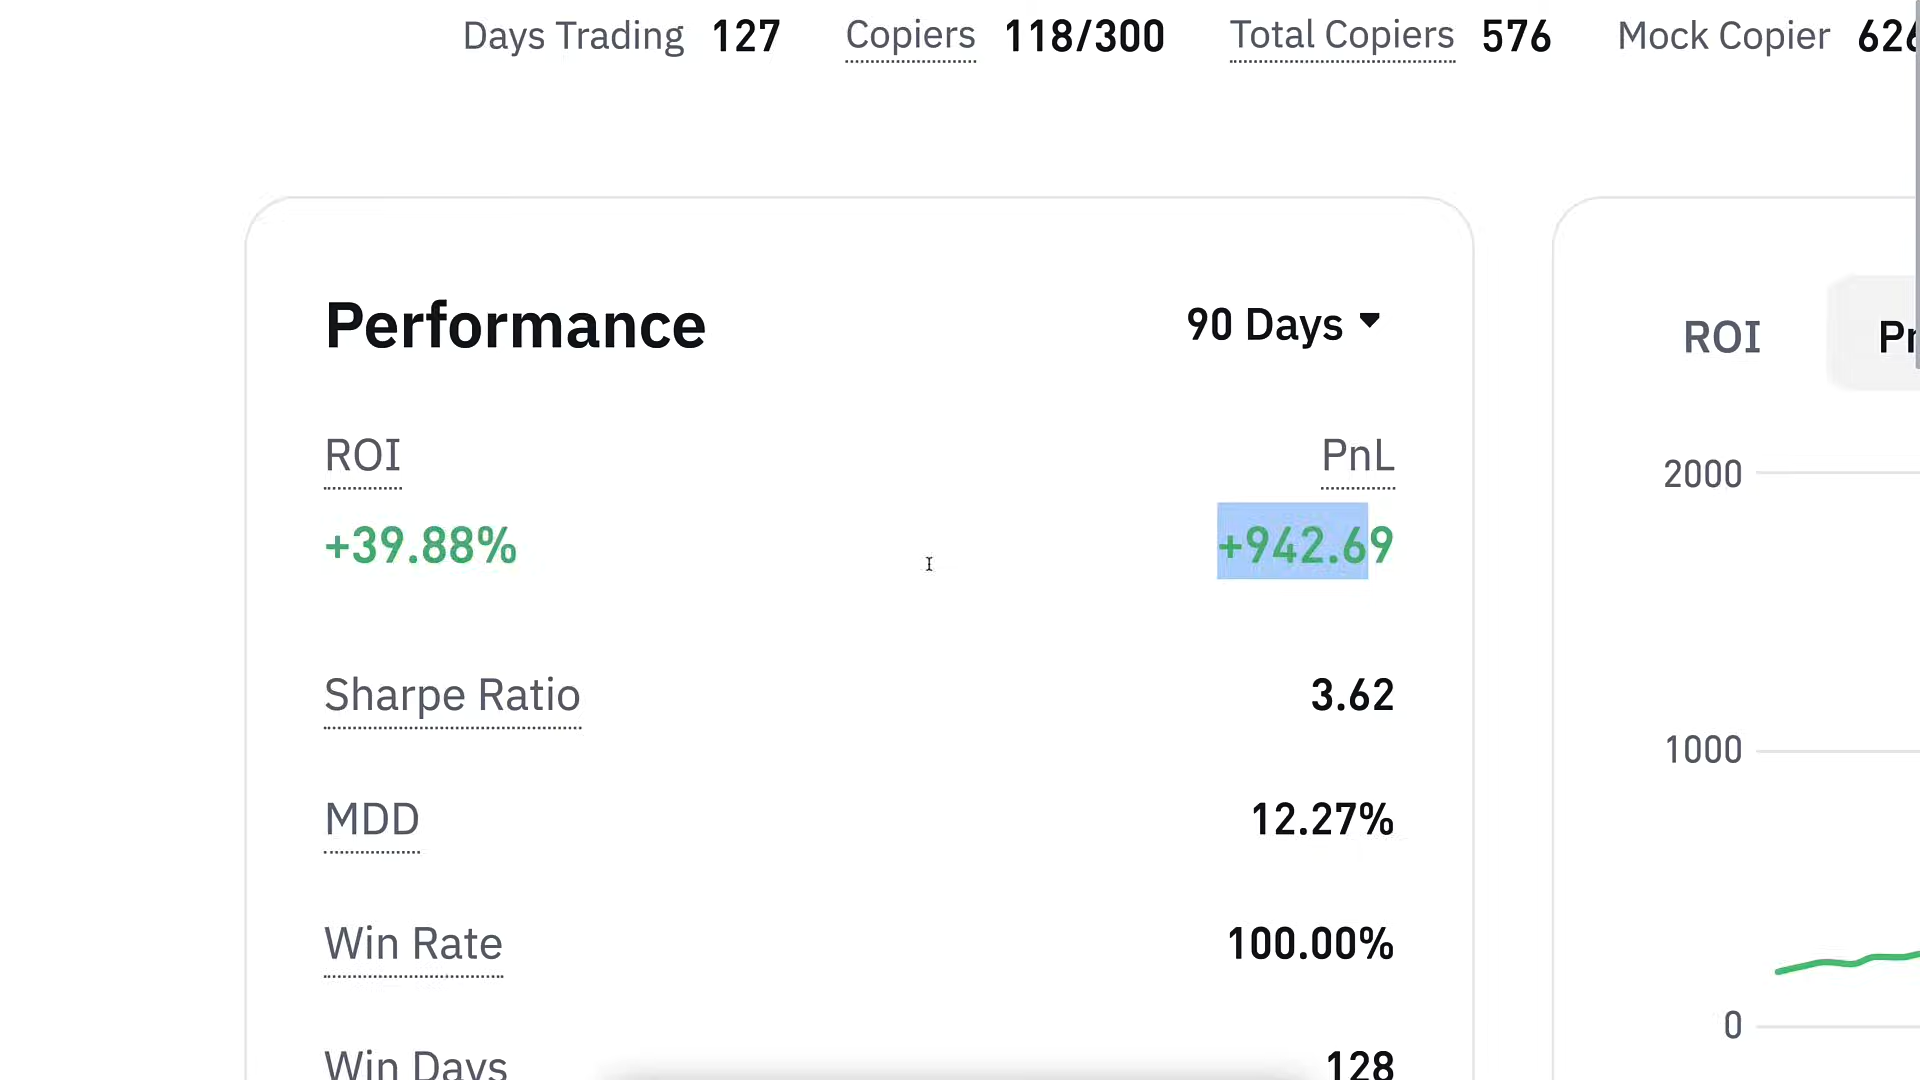 Days Trading 127 Copiers 118/300 Total Copiers 576 Mock Copier 626
Performance 90 Days
ROI PnL
+39.88% +942.69
Sharpe Ratio 3.62
MDD 12.27%
Win Rate 100.00%
Win Days 128
ROI
2000
1000
0